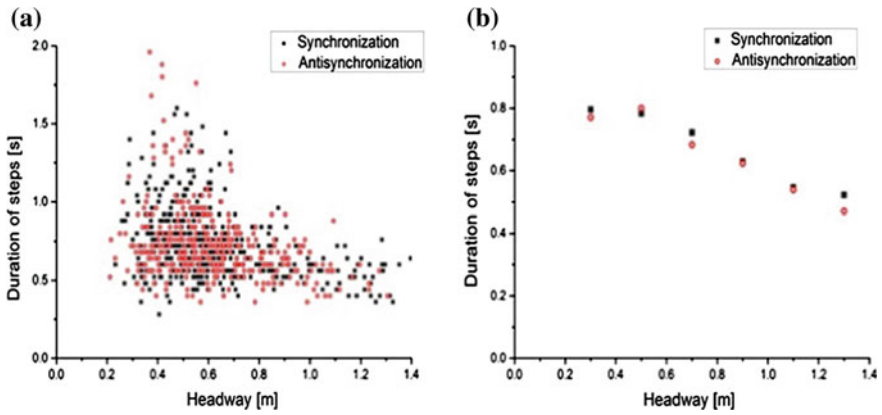 (a)
Synchronization
Antisynchronization
Duration of steps [s]
2.0
1.5
1.0
0.5
0.0
0.0 0.2 0.4 0.6 0.8 1.0 1.2 1.4
Headway [m]
(b)
Synchronization
Antisynchronization
Duration of steps [s]
1.0
0.8
0.6
0.4
0.2
0.0
0.0 0.2 0.4 0.6 0.8 1.0 1.2 1.4
Headway [m]